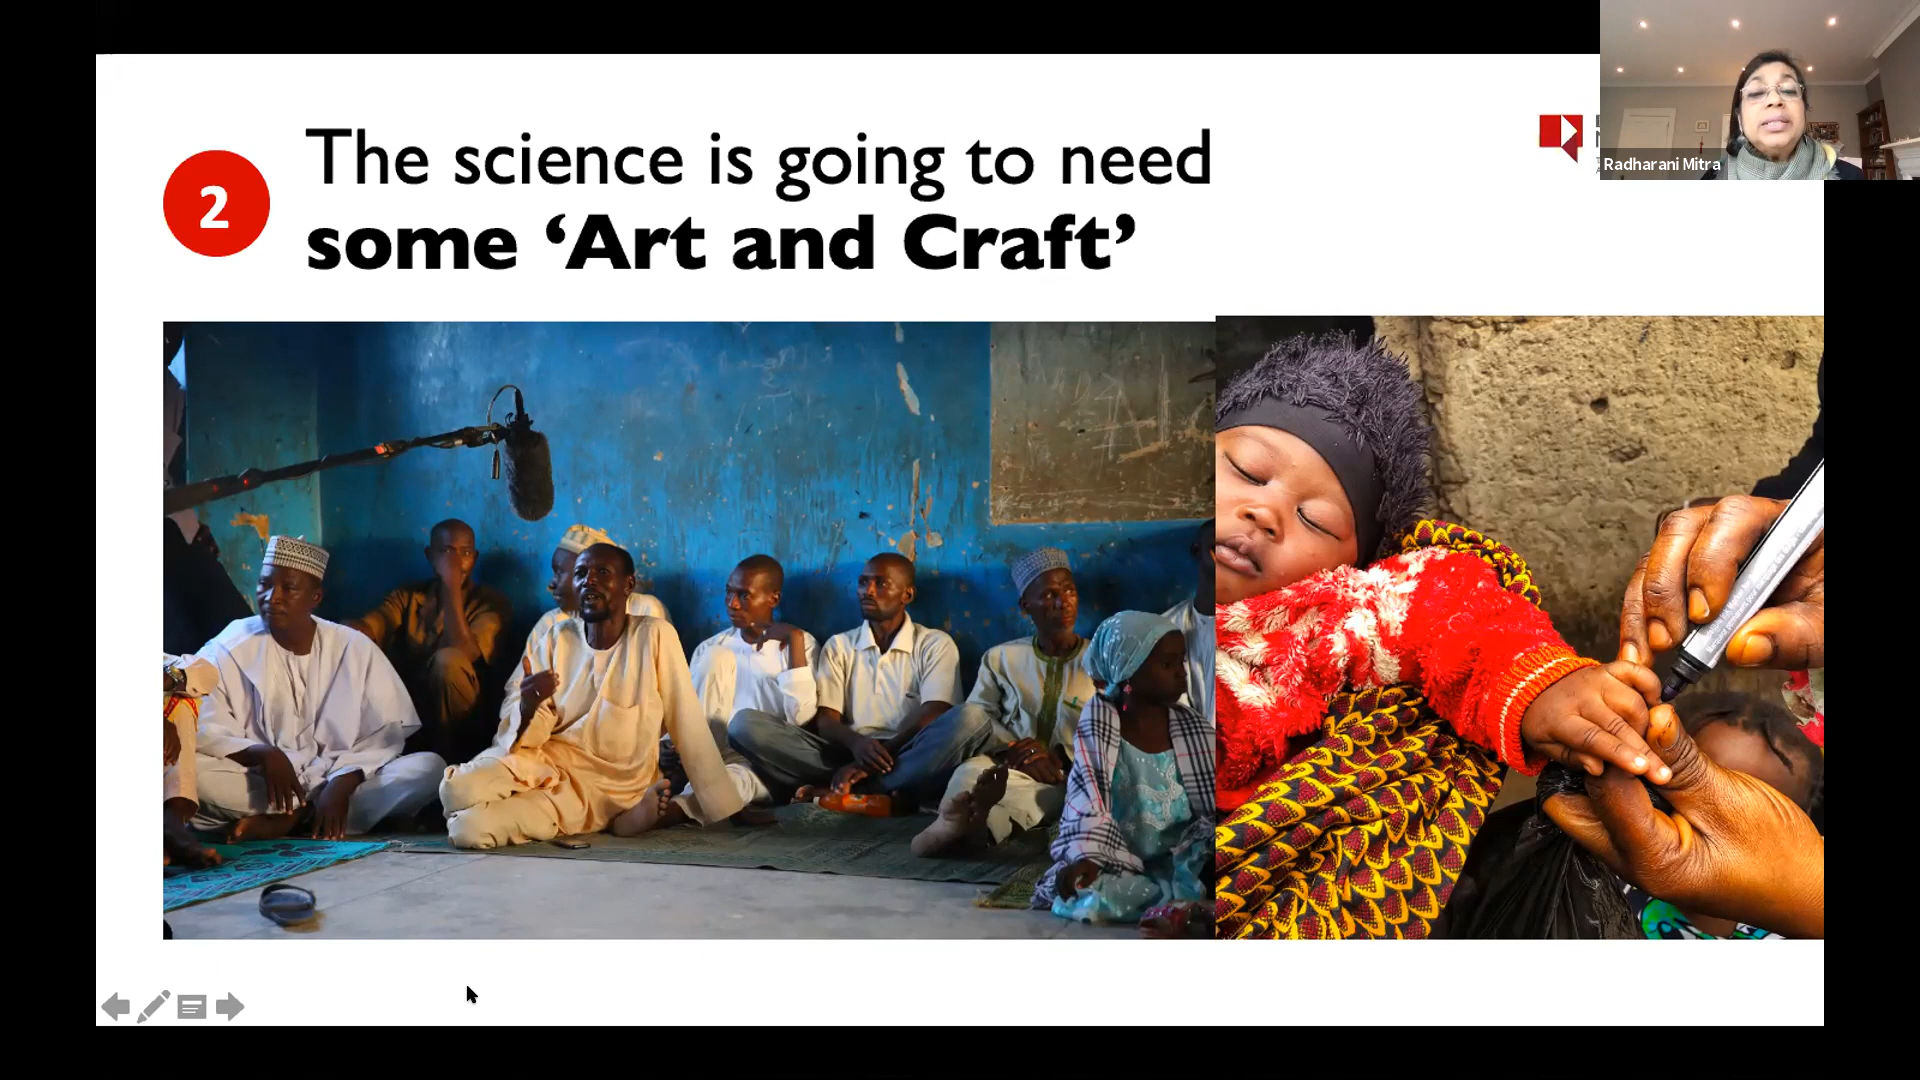 2
The science is going to need
some ‘Art and Craft’
Radharani Mitra